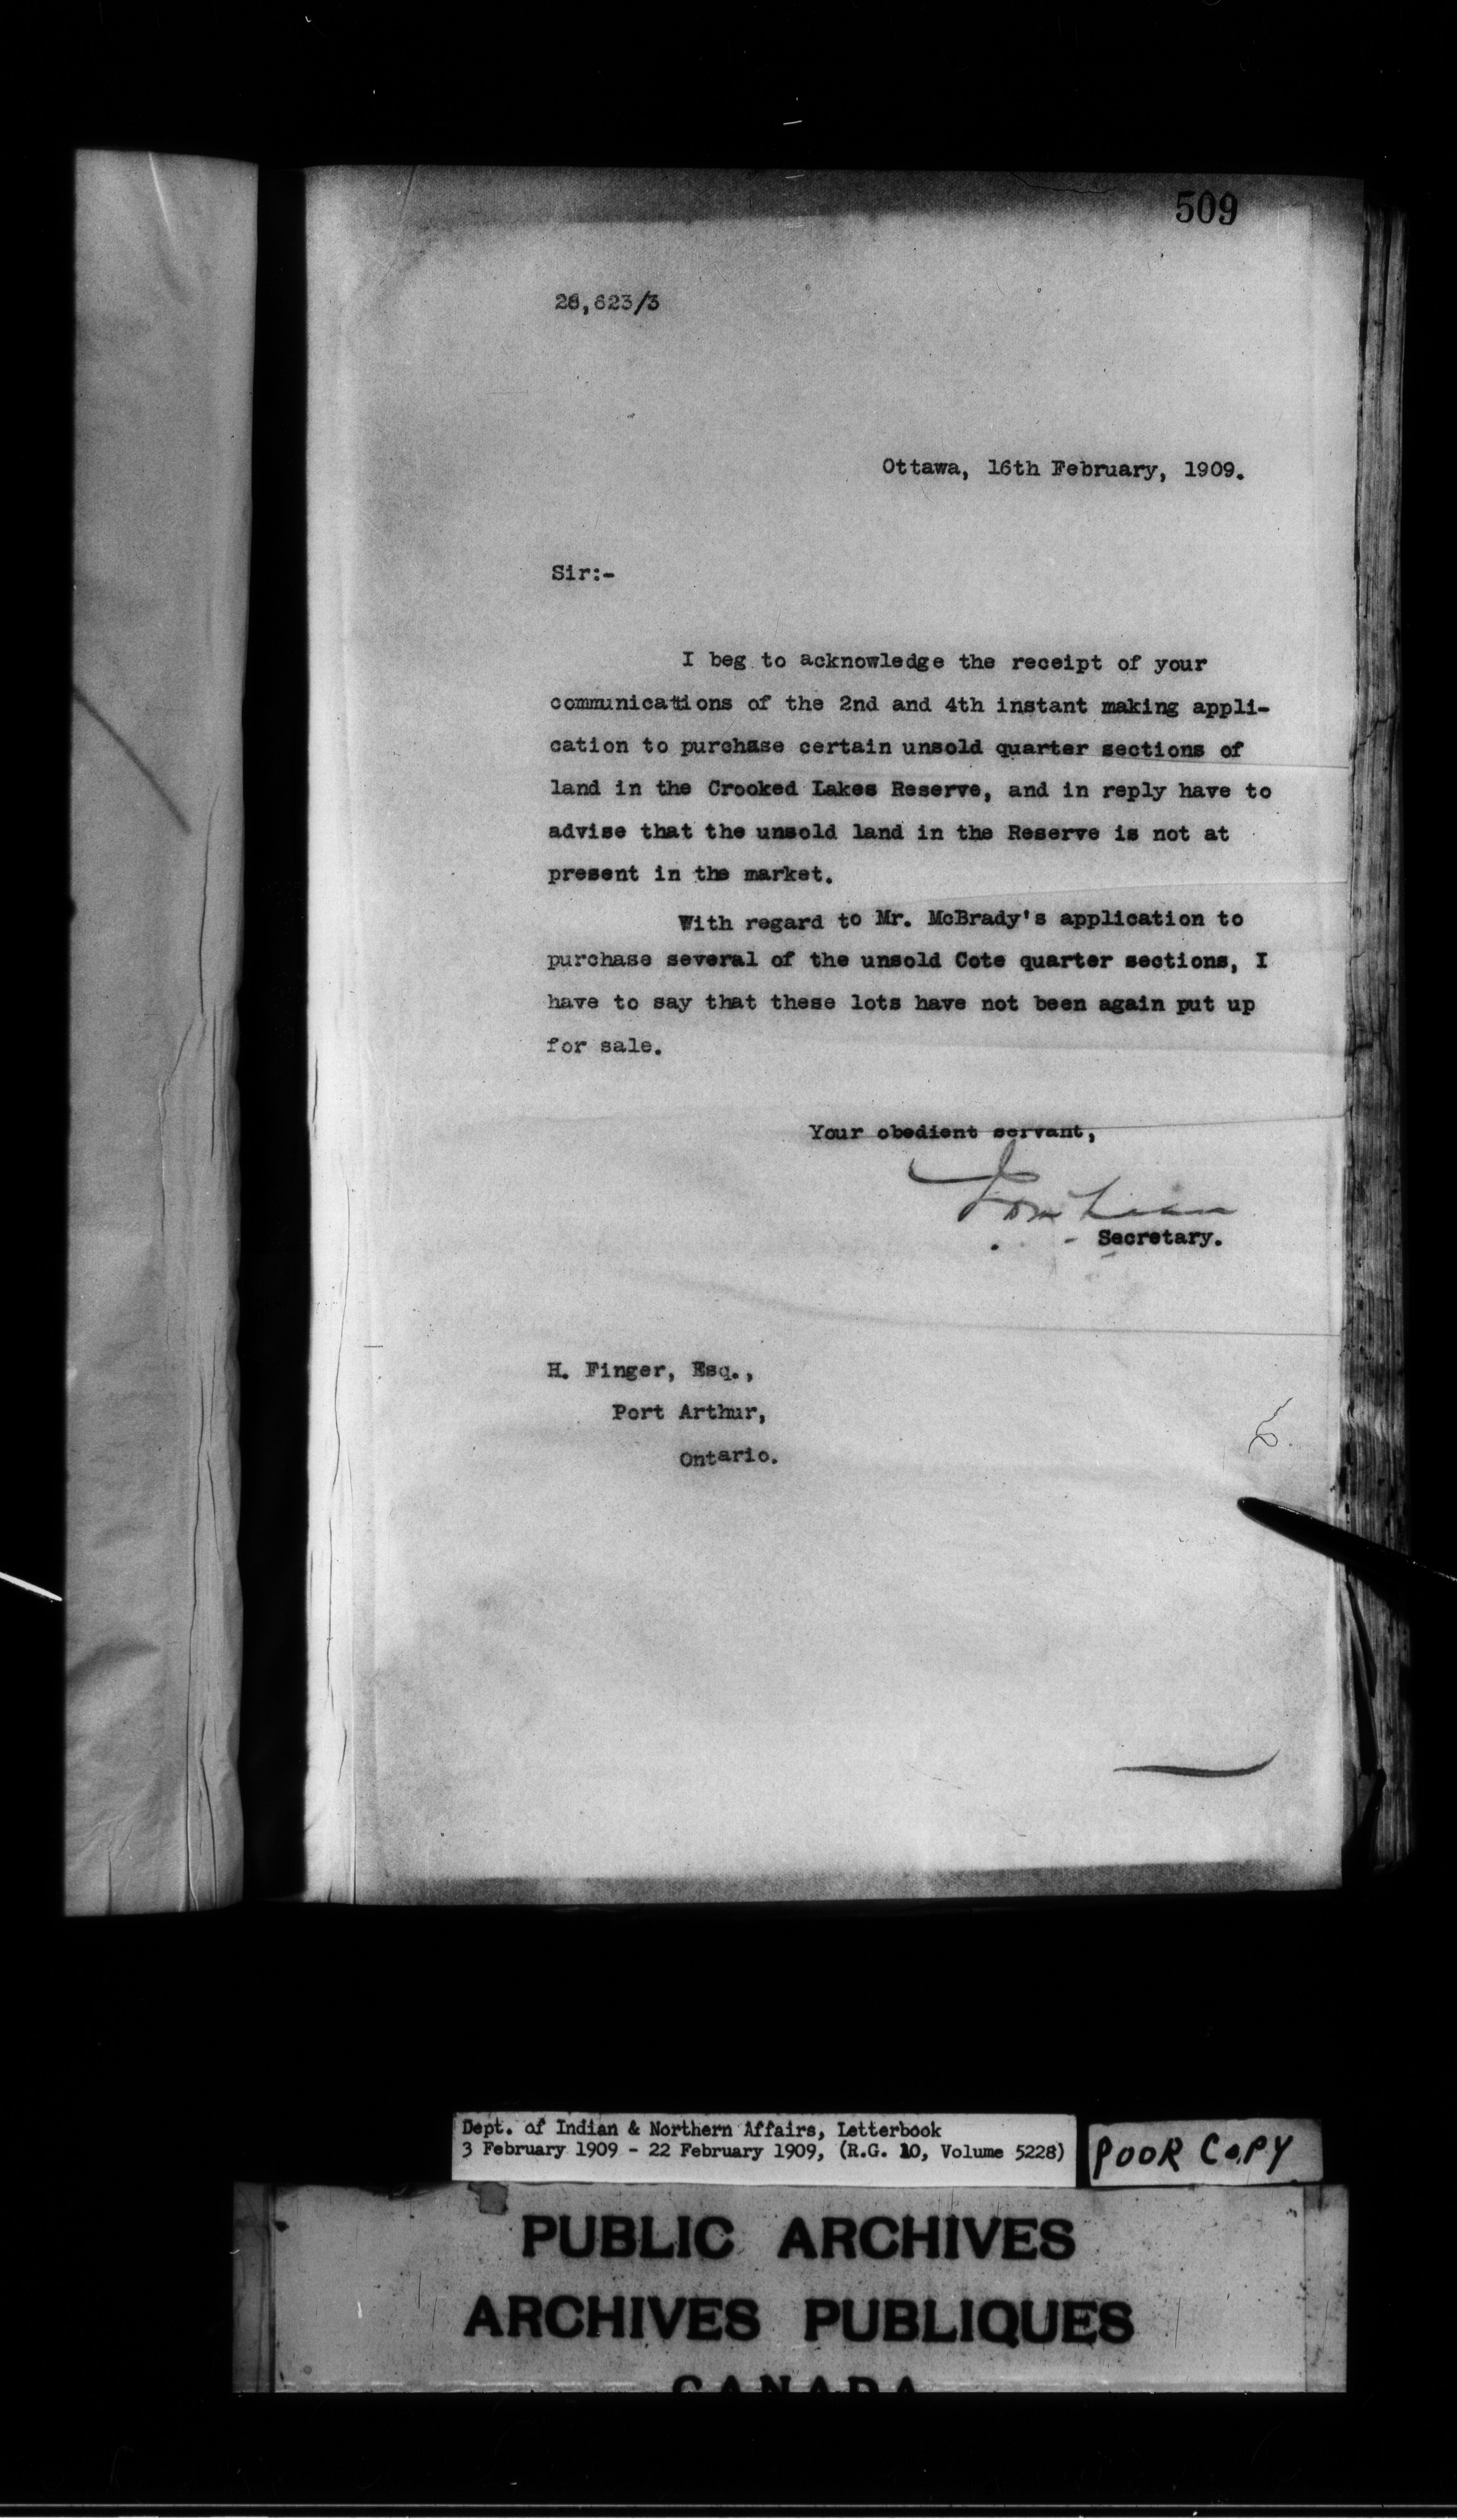 509
28,623/3
Ottawa, 16th February, 1909.
Sir:-
I beg to acknowledge the receipt of your
communications of the 2nd and 4th instant making appli-
cation to purchase certain unsold quarter sections of
land in the Crooked Lakes Reserve, and in reply have to
advise that the unsold land in the Reserve is not at
present in the market.
With regard to Mr. McBrady's application to
purchase several of the unsold Cote quarter sections, I
have to say that these lots have not been again put up
for sale.
Your obedient servant,
Secretary.
H. Finger, Esq.,
Port Arthur,
Ontario.
Dept. of Indian & Northern Affairs, Letterbook
3 February 1909 - 22 February 1909, (R.G. 10, Volume 5228)
POOR COPY
PUBLIC ARCHIVES
ARCHIVES PUBLIQUES
CANADA